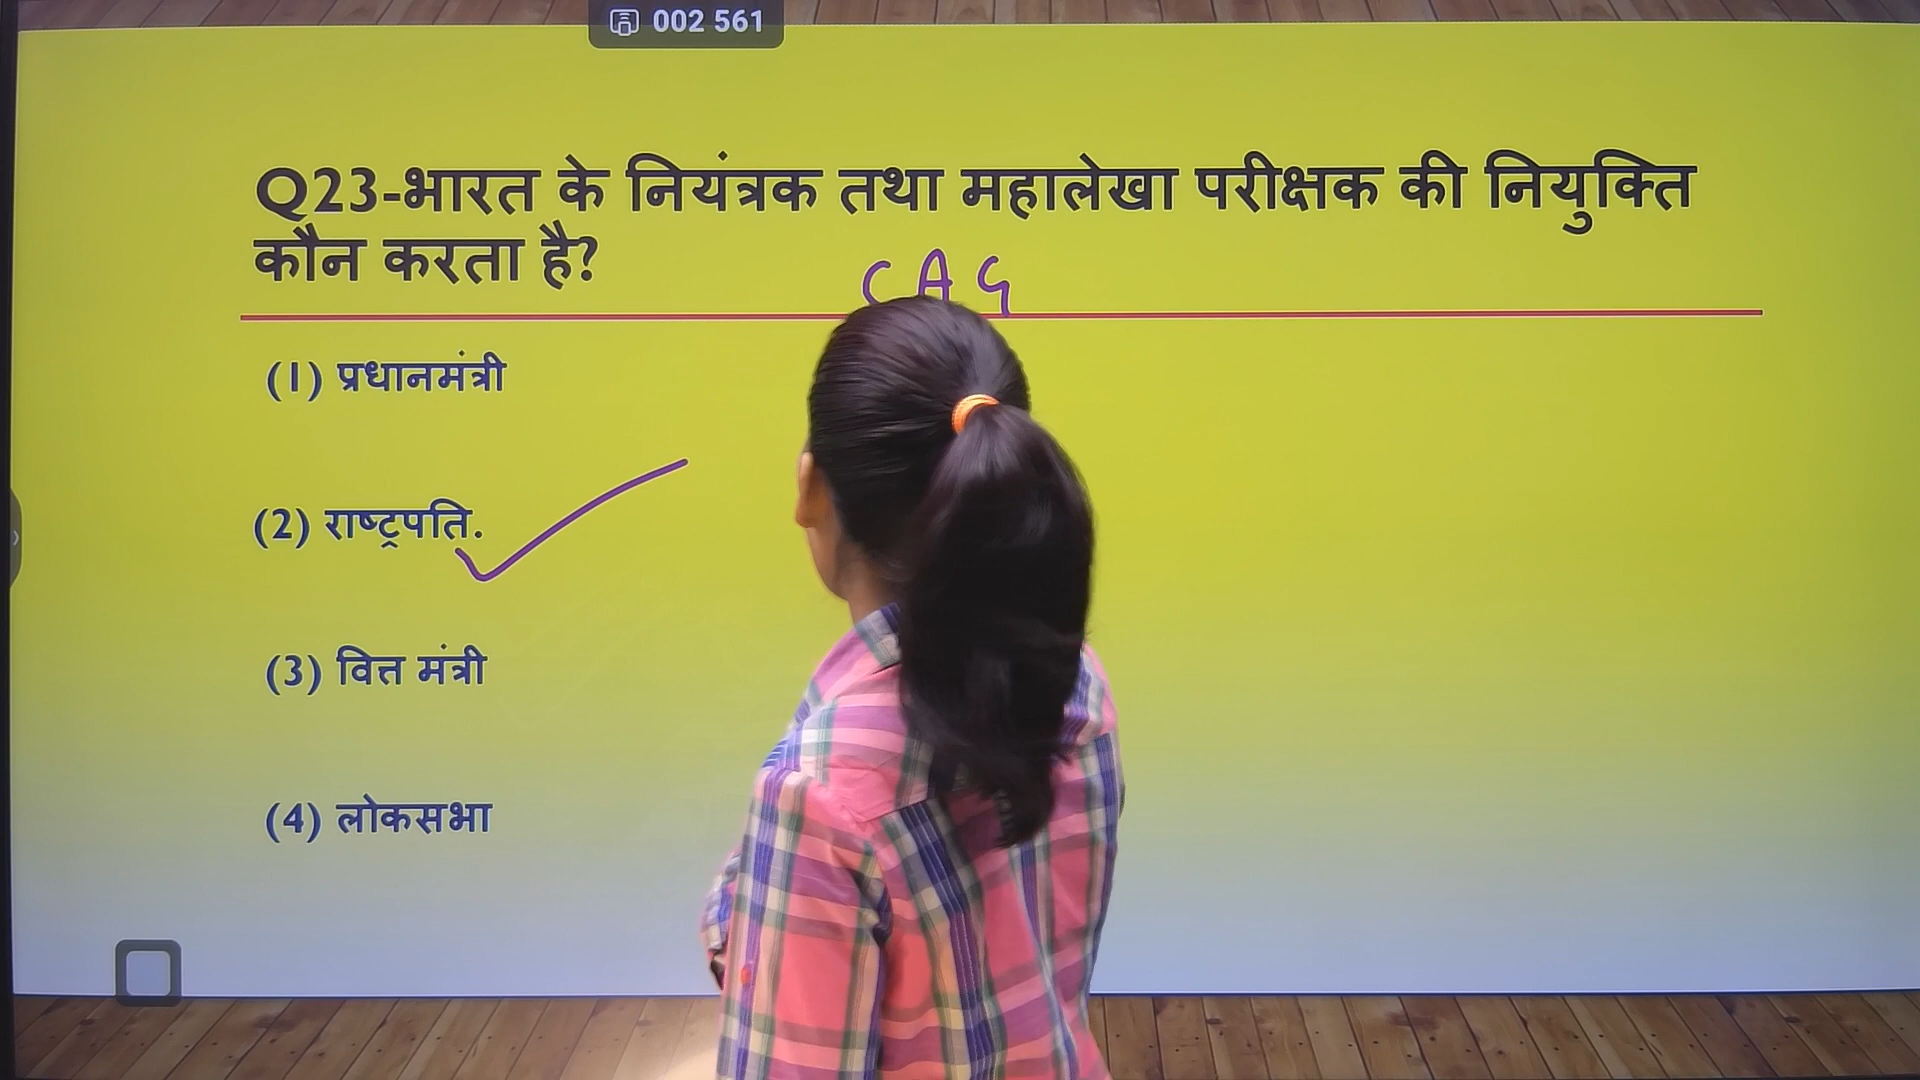 002 561
Q23-भारत के नियंत्रक तथा महालेखा परीक्षक की नियुक्ति
कौन करता है?
CAG
(1) प्रधानमंत्री
(2) राष्ट्रपति.
(3) वित्त मंत्री
(4) लोकसभा